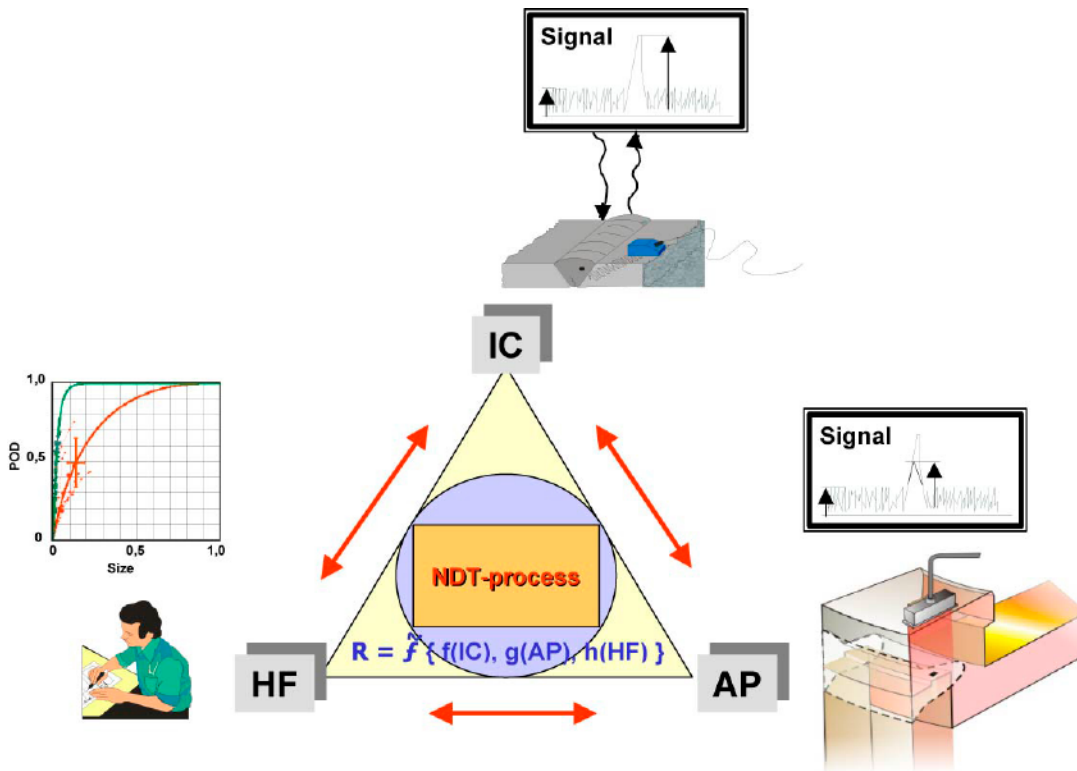 Signal
IC
1,0
POD
0,5
0
0
0,5
1,0
Size
Signal
NDT-process
R = f̃ { f(IC), g(AP), h(HF) }
HF
AP